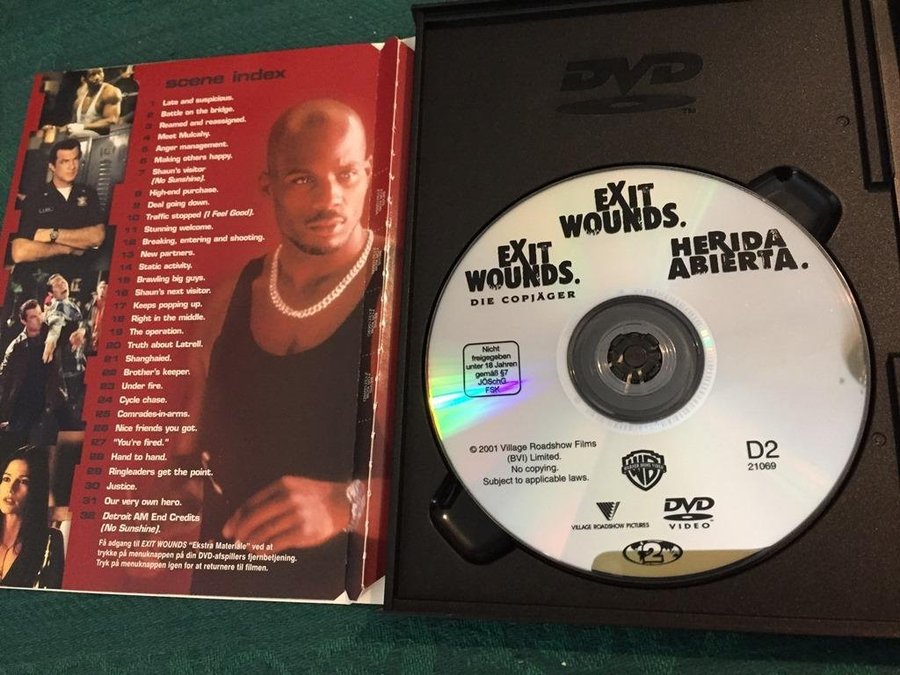 scene index
1 Late and suspicious.
2 Battle on the bridge.
3 Reamed and reassigned.
4 Meet Mulcahy.
5 Anger management.
6 Making others happy.
7 Shaun's visitor
(No Sunshine).
8 High-end purchase.
9 Deal going down.
10 Traffic stopped (I Feel Good).
11 Stunning welcome.
12 Breaking, entering and shooting.
13 New partners.
14 Static activity.
15 Brawling big guys.
16 Shaun's next visitor.
17 Keeps popping up.
18 Right in the middle.
19 The operation.
20 Truth about Latrell.
21 Shanghaied.
22 Brother's keeper.
23 Under fire.
24 Cycle chase.
25 Comrades-in-arms.
26 Nice friends you got.
27 "You're fired."
28 Hand to hand.
29 Ringleaders get the point.
30 Justice.
31 Our very own hero.
32 Detroit AM End Credits
(No Sunshine).
Få adgang til EXIT WOUNDS "Ekstra Materiale" ved at
trykke på menuknappen på din DVD-afspillers fjernbetjening.
Tryk på menuknappen igen for at returnere til filmen.
DVD
TM
EXIT
WOUNDS.
EXIT
WOUNDS.
DIE COPJÄGER
HERIDA
ABIERTA.
Nicht
freigegeben
unter 18 Jahren
gemäß §7
JÖSchG
FSK
© 2001 Village Roadshow Films
(BVI) Limited.
No copying.
Subject to applicable laws.
WARNER HOME VIDEO
D2
21069
VILLAGE ROADSHOW PICTURES
DVD
VIDEO
2